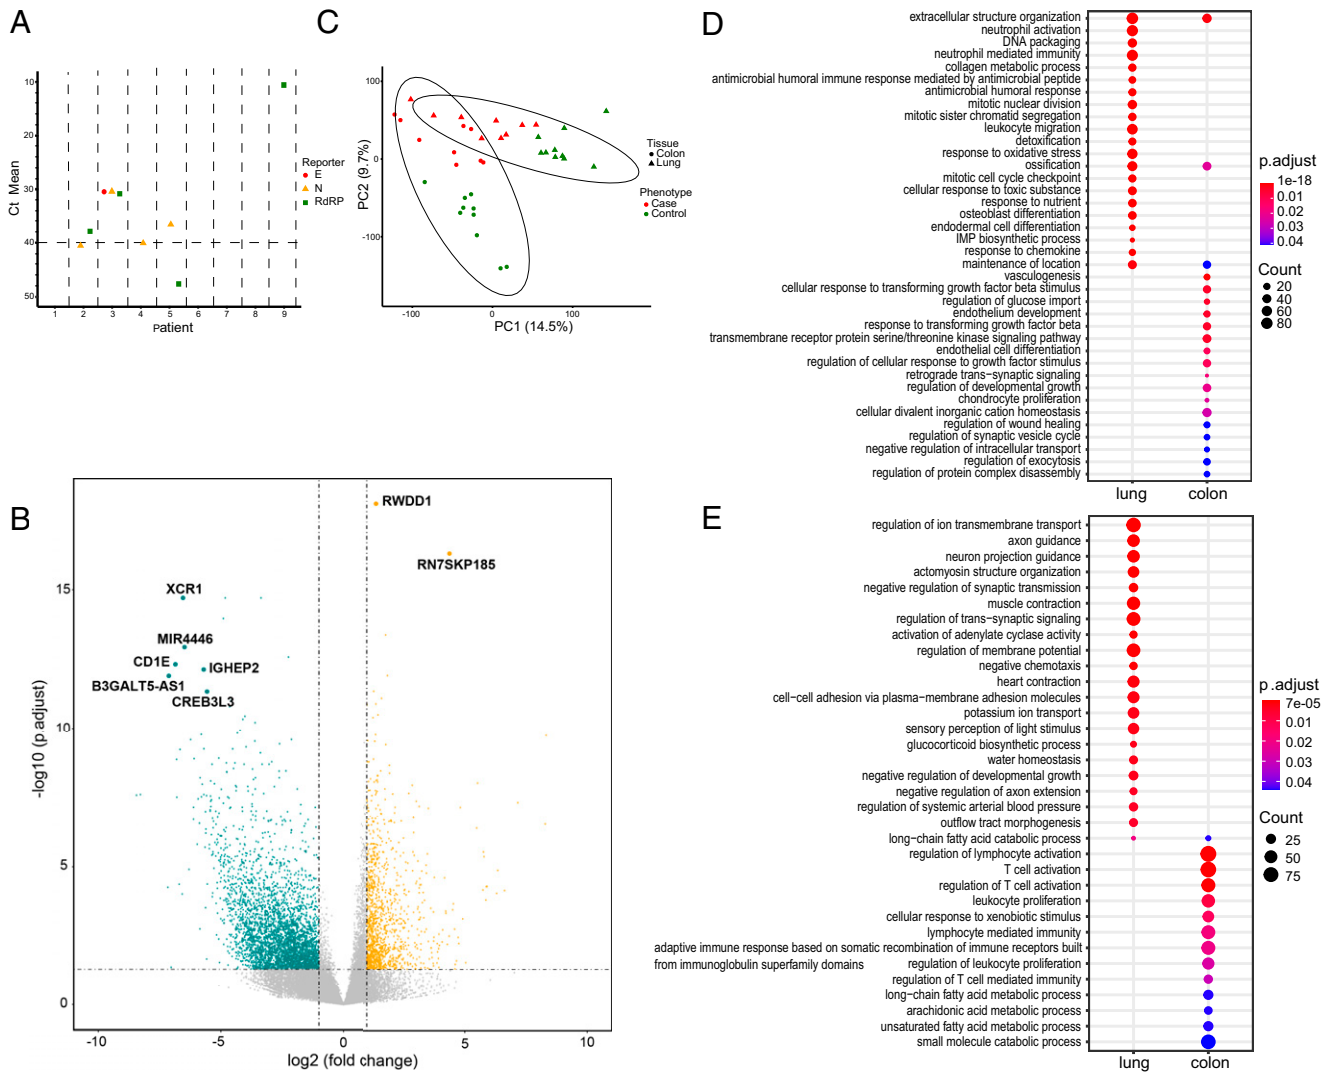 A
Ct Mean
10
20
30
40
50
1 2 3 4 5 6 7 8 9
Patient
Reporter
E
N
RdRP
C
PC2 (9.7%)
100
0
-100
-100 0 100
PC1 (14.5%)
Tissue
Colon
Lung
Phenotype
Case
Control
B
-log10 (p.adjust)
15
10
5
0
-10 -5 0 5 10
log2 (fold change)
RWDD1
RN7SKP185
XCR1
MIR4446
CD1E
IGHEP2
B3GALT5-AS1
CREB3L3
D
extracellular structure organization
neutrophil activation
DNA packaging
neutrophil mediated immunity
collagen metabolic process
antimicrobial humoral immune response mediated by antimicrobial peptide
antimicrobial humoral response
mitotic nuclear division
mitotic sister chromatid segregation
leukocyte migration
detoxification
response to oxidative stress
ossification
mitotic cell cycle checkpoint
cellular response to toxic substance
response to nutrient
osteoblast differentiation
endodermal cell differentiation
IMP biosynthetic process
response to chemokine
maintenance of location
vasculogenesis
cellular response to transforming growth factor beta stimulus
regulation of glucose import
endothelium development
response to transforming growth factor beta
transmembrane receptor protein serine/threonine kinase signaling pathway
endothelial cell differentiation
regulation of cellular response to growth factor stimulus
retrograde trans−synaptic signaling
regulation of developmental growth
chondrocyte proliferation
cellular divalent inorganic cation homeostasis
regulation of wound healing
regulation of synaptic vesicle cycle
negative regulation of intracellular transport
regulation of exocytosis
regulation of protein complex disassembly
lung colon
p.adjust
1e-18
0.01
0.02
0.03
0.04
Count
20
40
60
80
E
regulation of ion transmembrane transport
axon guidance
neuron projection guidance
actomyosin structure organization
negative regulation of synaptic transmission
muscle contraction
regulation of trans−synaptic signaling
activation of adenylate cyclase activity
regulation of membrane potential
negative chemotaxis
heart contraction
cell−cell adhesion via plasma−membrane adhesion molecules
potassium ion transport
sensory perception of light stimulus
glucocorticoid biosynthetic process
water homeostasis
negative regulation of developmental growth
negative regulation of axon extension
regulation of systemic arterial blood pressure
outflow tract morphogenesis
long−chain fatty acid catabolic process
regulation of lymphocyte activation
T cell activation
regulation of T cell activation
leukocyte proliferation
cellular response to xenobiotic stimulus
lymphocyte mediated immunity
adaptive immune response based on somatic recombination of immune receptors built
from immunoglobulin superfamily domains
regulation of leukocyte proliferation
regulation of T cell mediated immunity
long−chain fatty acid metabolic process
arachidonic acid metabolic process
unsaturated fatty acid metabolic process
small molecule catabolic process
lung colon
p.adjust
7e-05
0.01
0.02
0.03
0.04
Count
25
50
75